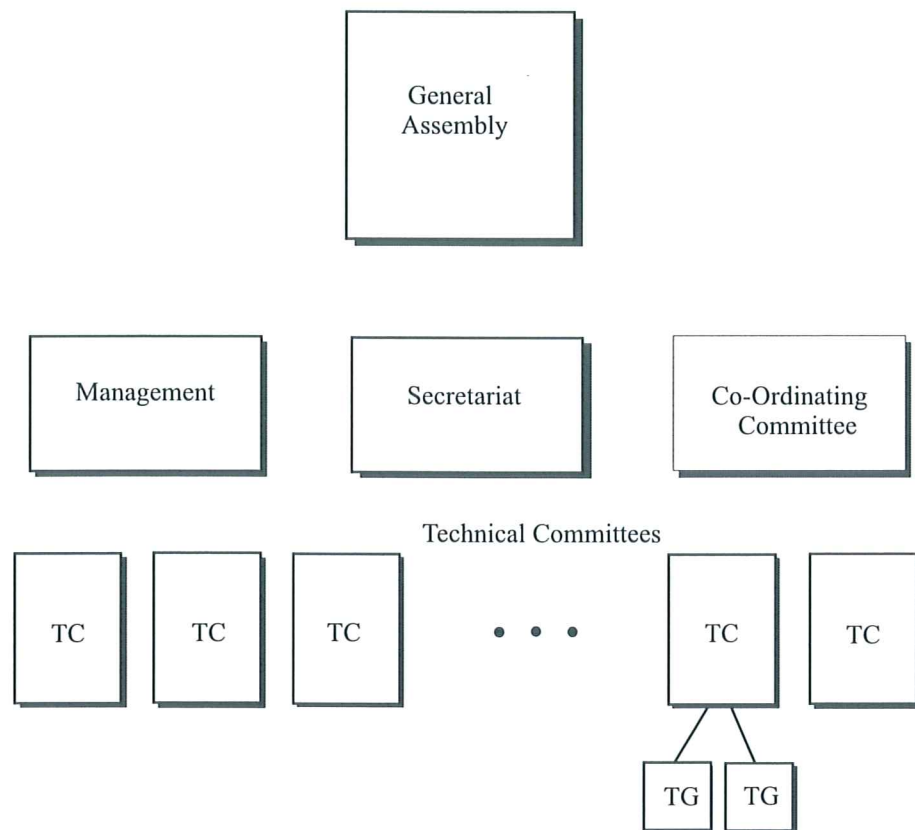 General
Assembly
Management
Secretariat
Co-Ordinating
Committee
Technical Committees
TC
TC
TC
TC
TC
TG
TG